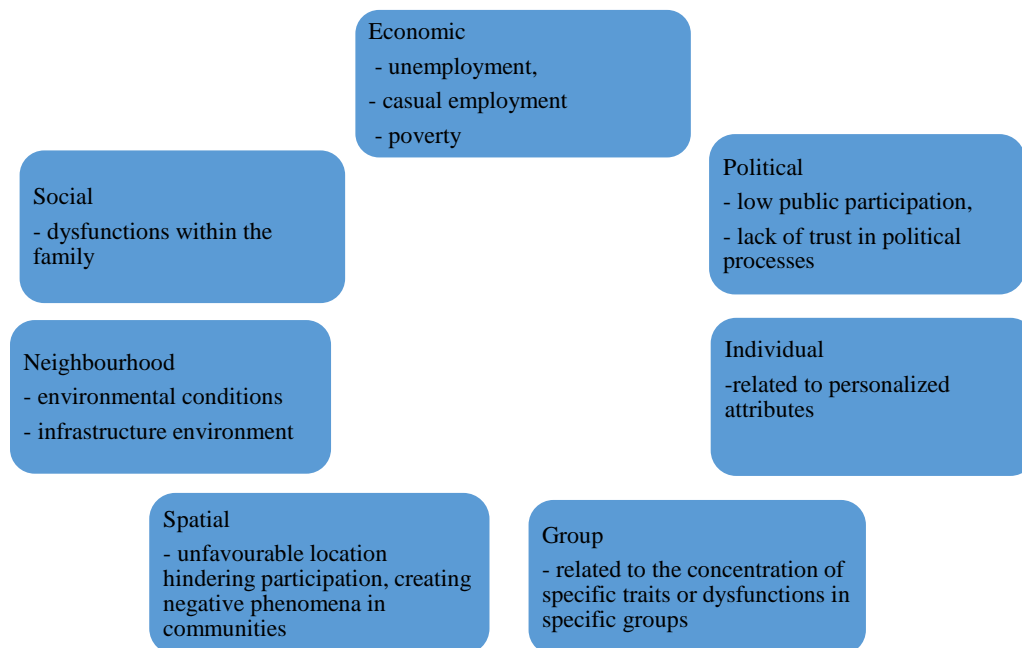 Economic
- unemployment,
- casual employment
- poverty
Political
- low public participation,
- lack of trust in political
processes
Social
- dysfunctions within the
family
Neighbourhood
- environmental conditions
- infrastructure environment
Individual
-related to personalized
attributes
Spatial
- unfavourable location
hindering participation, creating
negative phenomena in
communities
Group
- related to the concentration of
specific traits or dysfunctions in
specific groups